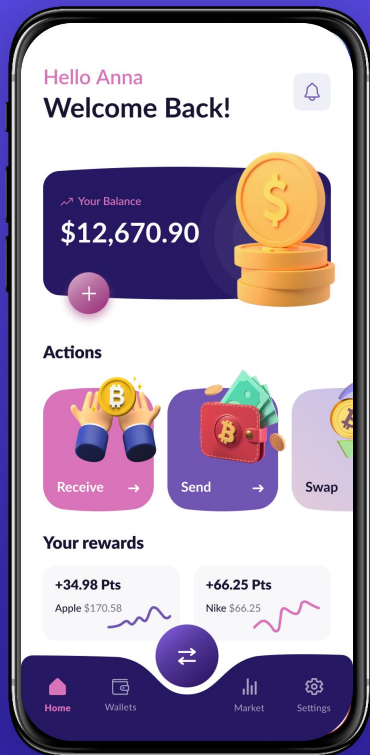 Hello Anna
Welcome Back!
Your Balance
$12,670.90
Actions
Receive
Send
Swap
Your rewards
+34.98 Pts
Apple $170.58
+66.25 Pts
Nike $66.25
Home
Wallets
Market
Settings